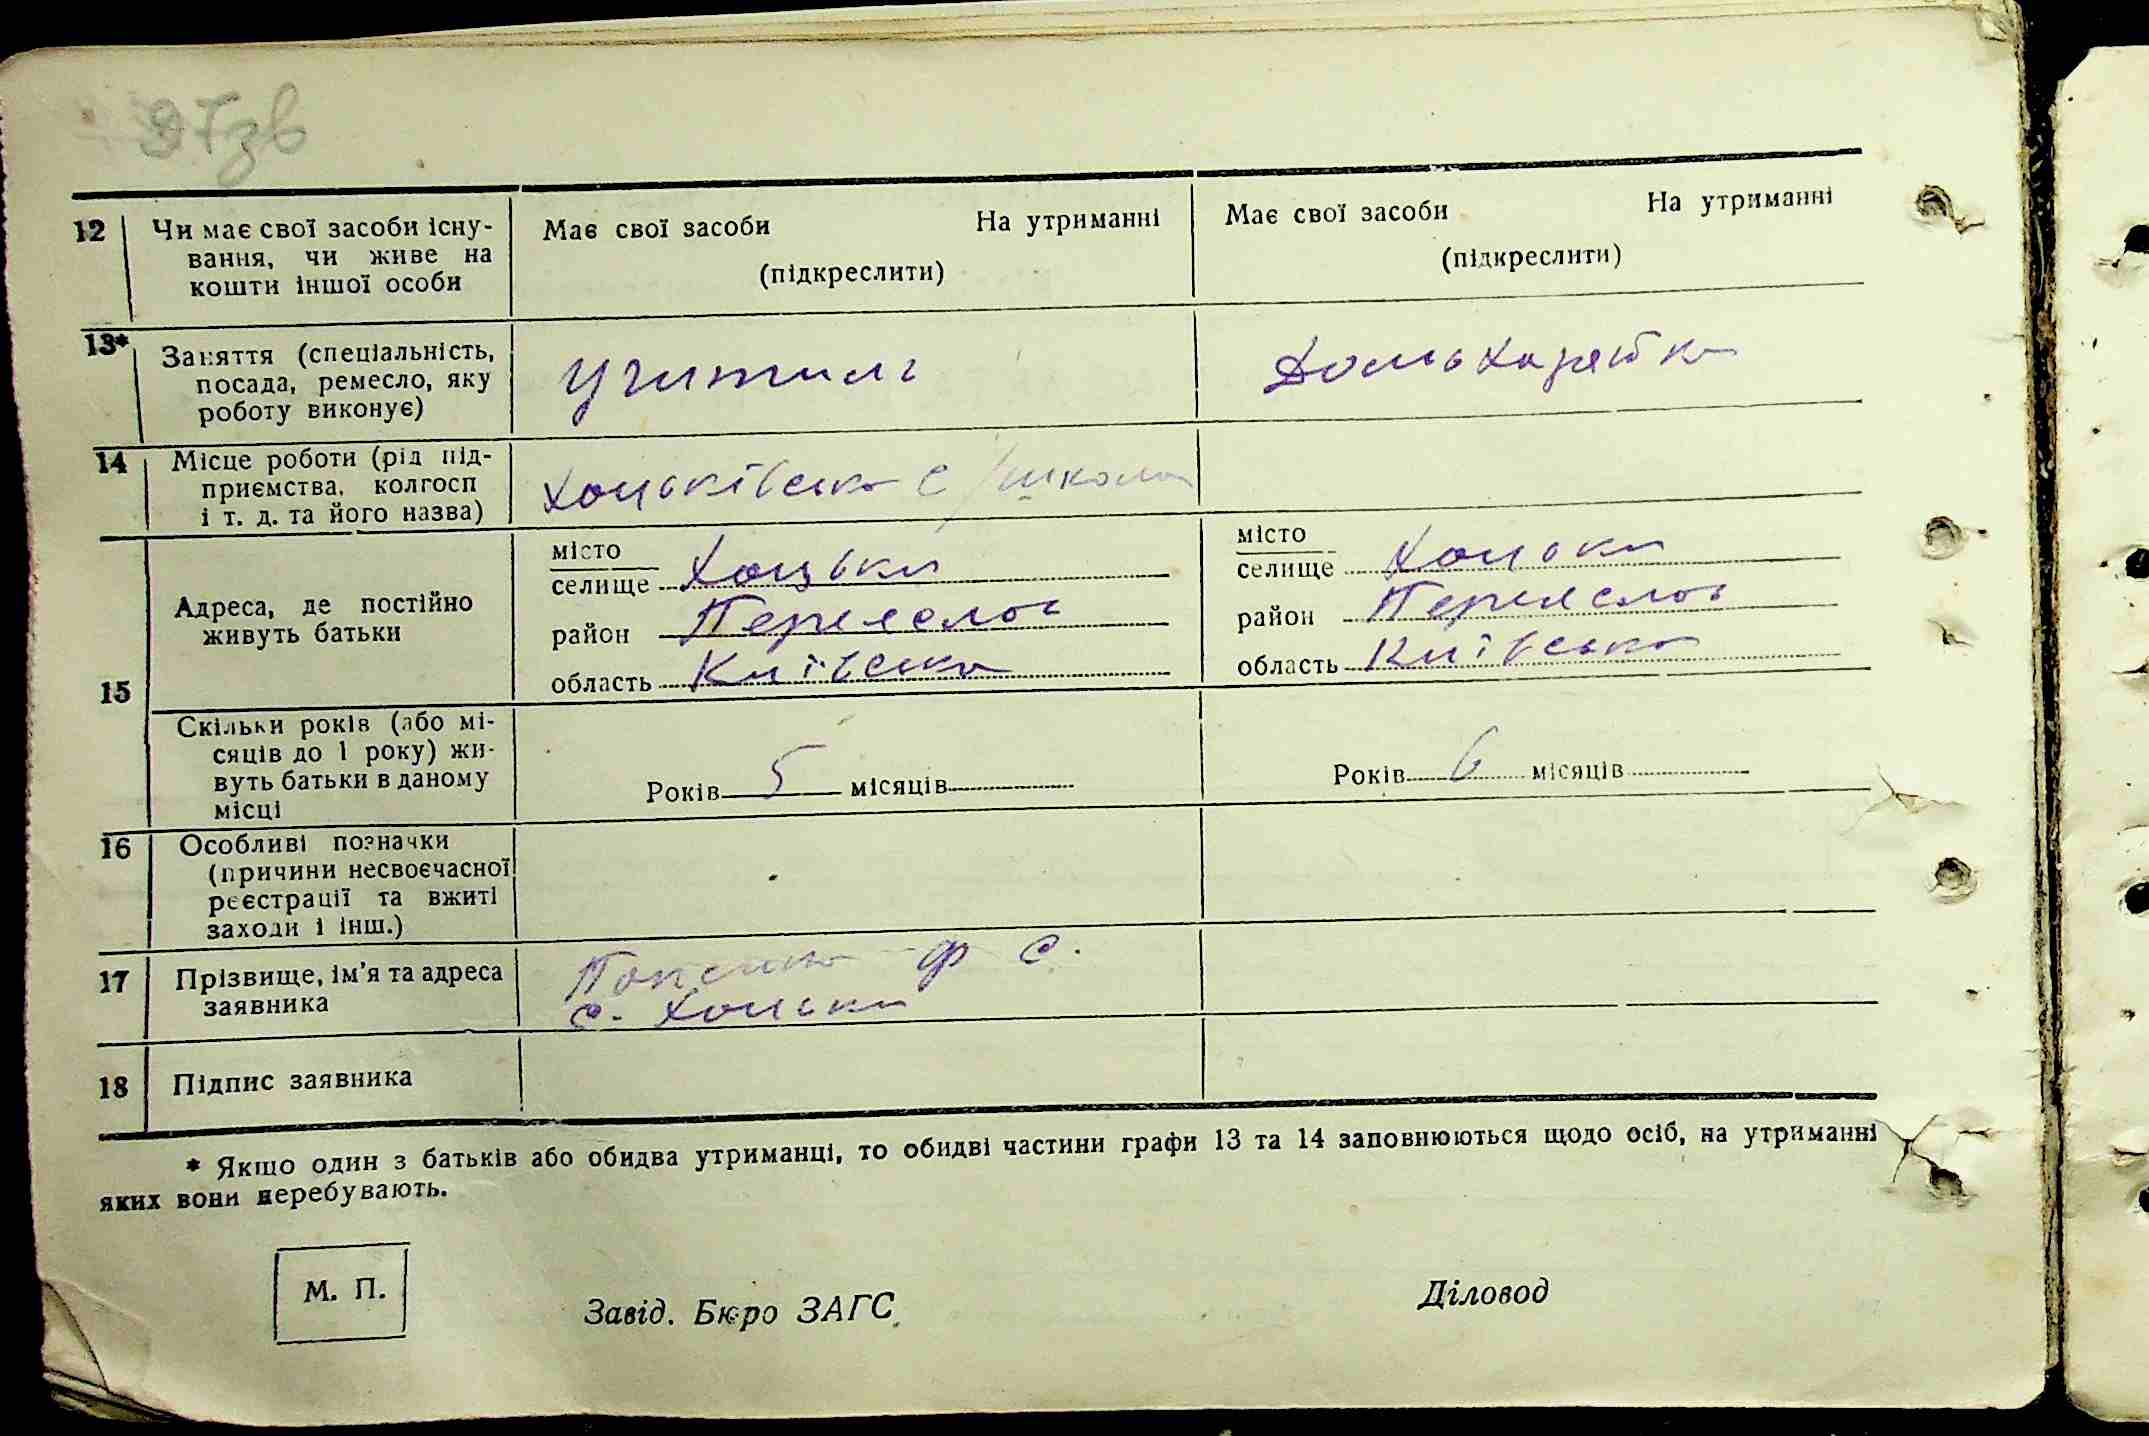 97зв
12 Чи має свої засоби існу-
вання, чи живе на
кошти іншої особи
Має свої засоби На утриманні
(підкреслити)
Має свої засоби На утриманні
(підкреслити)
13* Заняття (спеціальність,
посада, ремесло, яку
роботу виконує)
учитиль
Домохазяйка
14 Місце роботи (рід під-
приємства, колгосп
і т. д. та його назва)
Хоцьківська с/школа
15 Адреса, де постійно
живуть батьки
місто
селище Хоцьки
район Переяслов
область Київська
місто
селище Хоцьки
район Переяслов
область Київська
Скільки років (або мі-
сяців до 1 року) жи-
вуть батьки в даному
місці
Років 5 місяців
Років 6 місяців
16 Особливі позначки
(причини несвоєчасної
реєстрації та вжиті
заходи і інш.)
17 Прізвище, ім'я та адреса
заявника
Ф С.
с. Хоцьки
18 Підпис заявника
* Якщо один з батьків або обидва утриманці, то обидві частини графи 13 та 14 заповнюються щодо осіб, на утриманні
яких вони перебувають.
М. П.
Завід. Бюро ЗАГС
Діловод